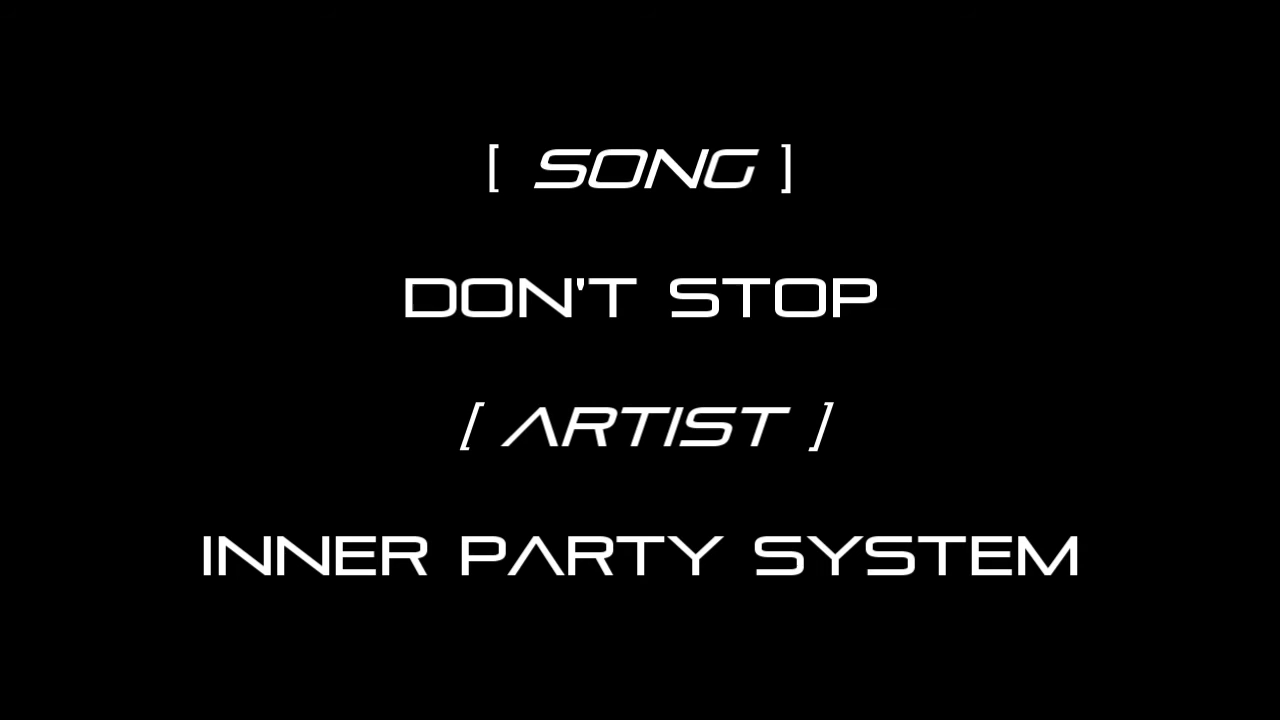 [ SONG ]
DON'T STOP
[ ARTIST ]
INNER PARTY SYSTEM